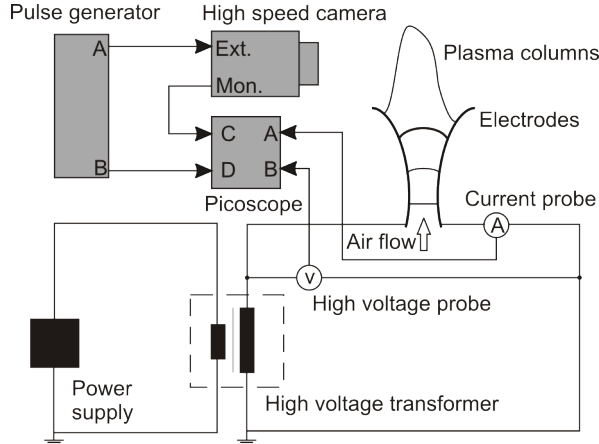 Pulse generator
High speed camera
A
Ext.
Mon.
Plasma columns
Electrodes
C
A
B
D
B
Picoscope
Current probe
A
Air flow
v
High voltage probe
Power
supply
High voltage transformer